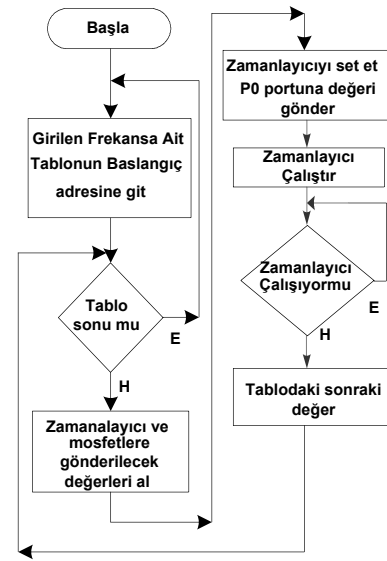 Başla
Girilen Frekansa Ait
Tablonun Baslangıç
adresine git
Tablo
sonu mu
E
H
Zamanalayıcı ve
mosfetlere
gönderilecek
değerleri al
Zamanlayıcıyı set et
P0 portuna değeri
gönder
Zamanlayıcı
Çalıştır
Zamanlayıcı
Çalışıyormu
E
H
Tablodaki sonraki
değer